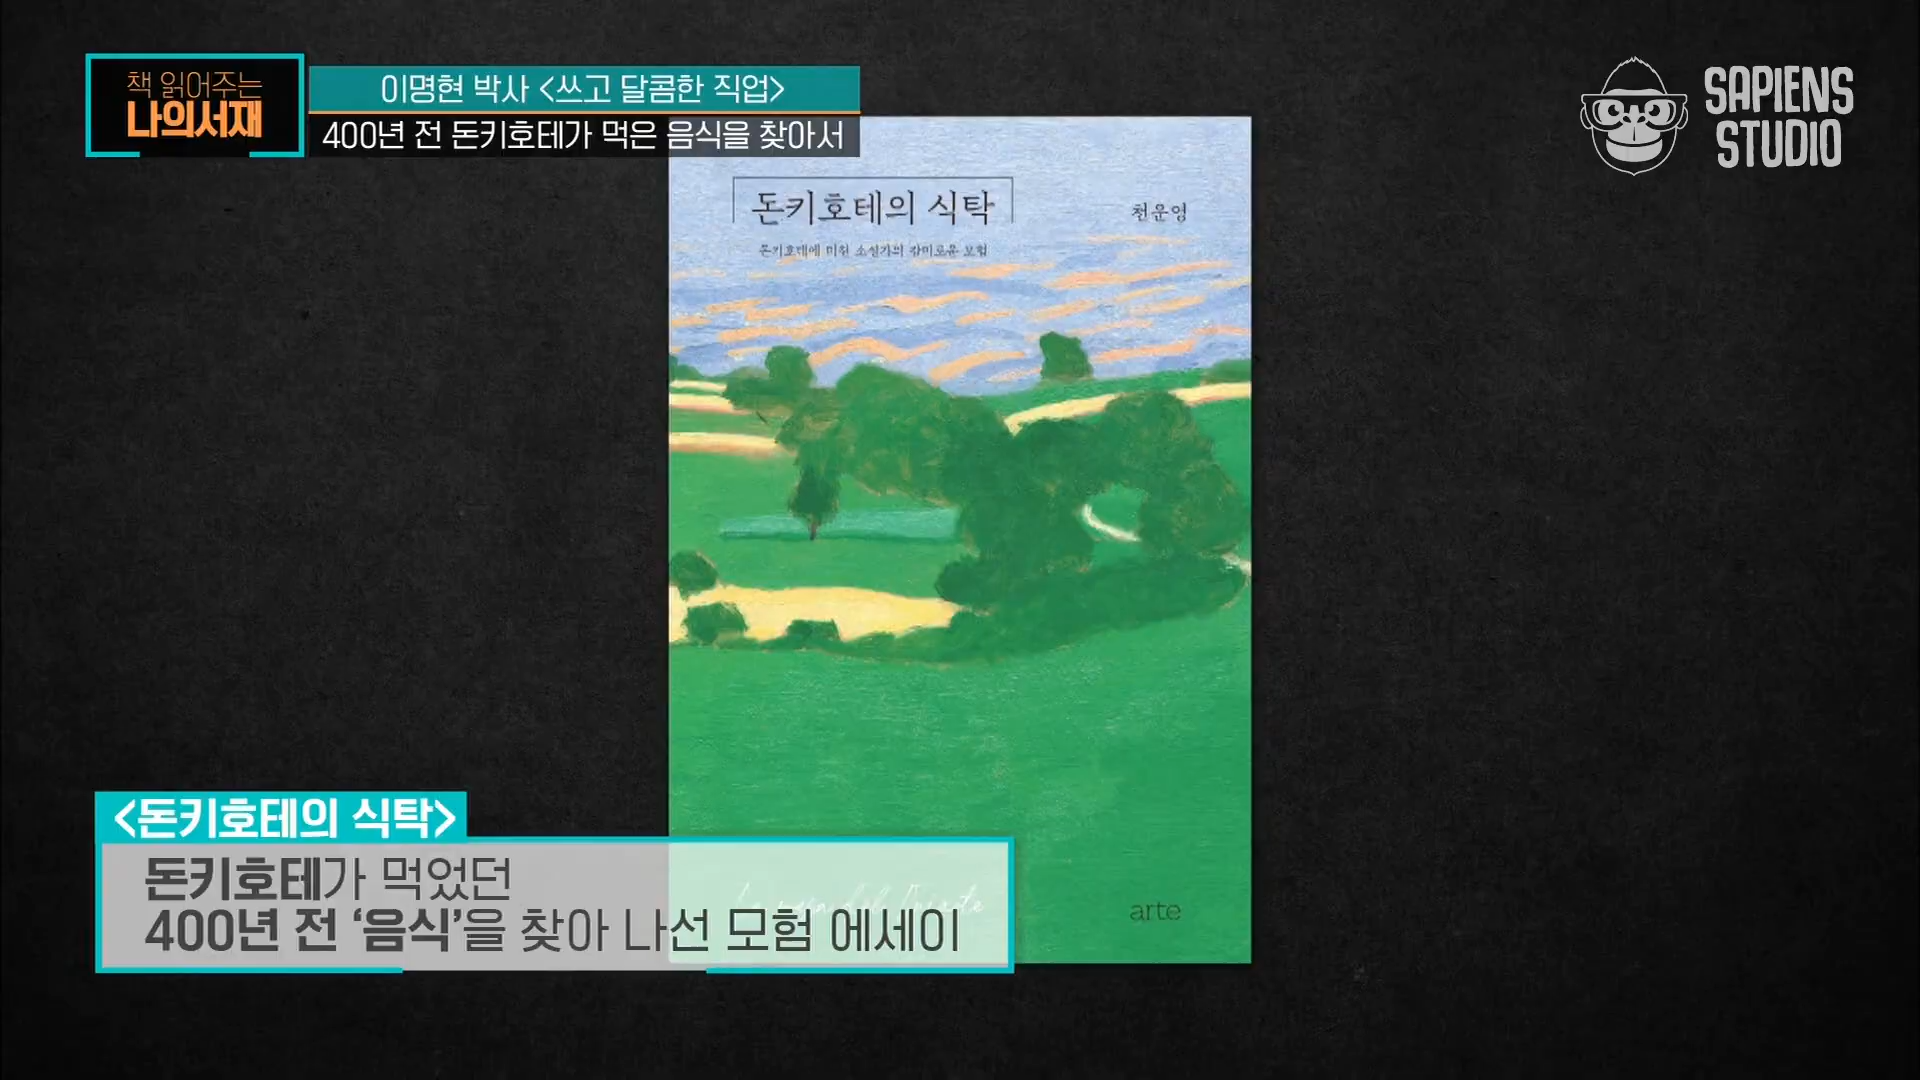 책 읽어주는
나의서재
이명현 박사 <쓰고 달콤한 직업>
400년 전 돈키호테가 먹은 음식을 찾아서
SAPIENS
STUDIO
돈키호테의 식탁
천운영
돈키호테에 미친 소설가의 감미로운 모험
<돈키호테의 식탁>
돈키호테가 먹었던
400년 전 ‘음식’을 찾아 나선 모험 에세이
arte